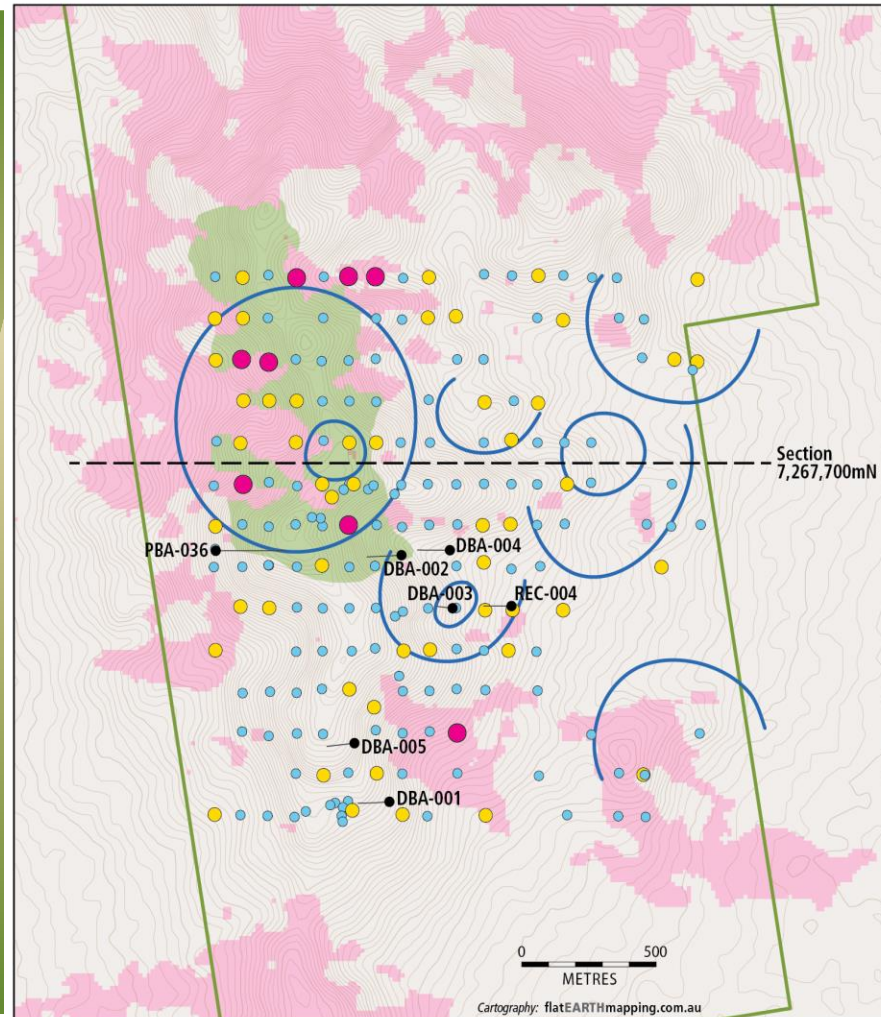 Section
7,267,700mN
PBA-036
DBA-002
DBA-004
DBA-003
REC-004
DBA-005
DBA-001
0 500
METRES
Cartography: flatEARTHmapping.com.au